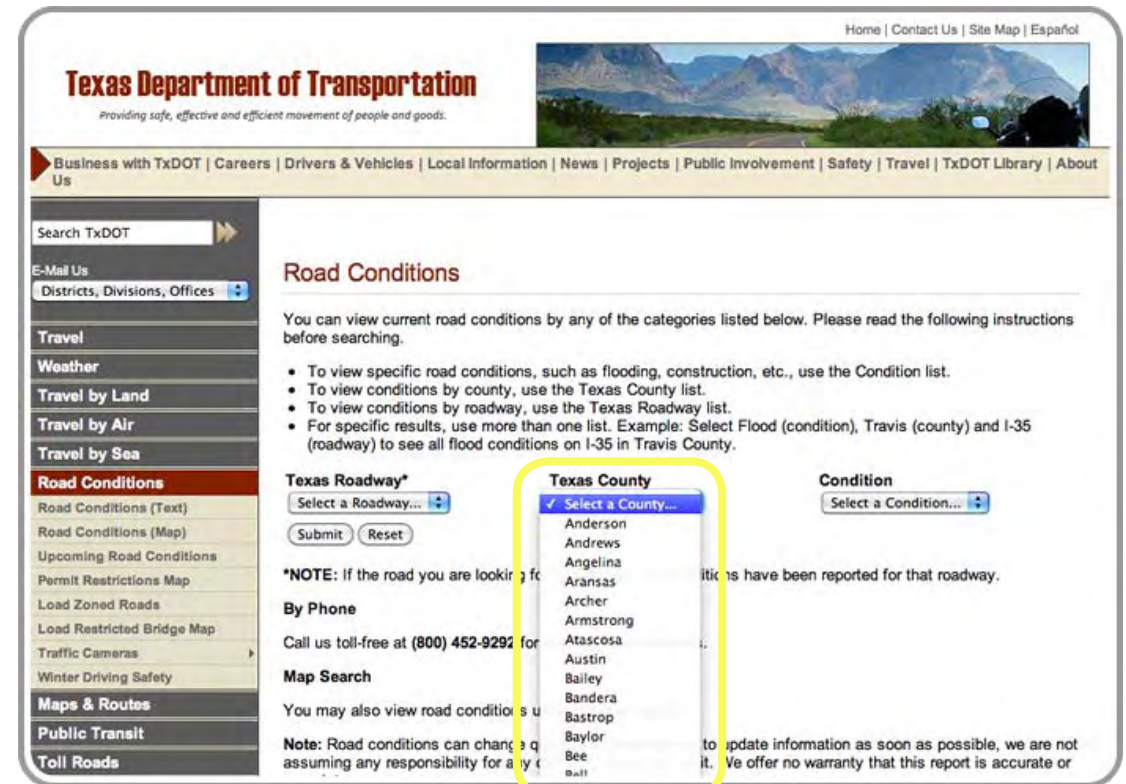 Home | Contact Us | Site Map | Español
Texas Department of Transportation
Providing safe, effective and efficient movement of people and goods.
Business with TxDOT | Careers | Drivers & Vehicles | Local Information | News | Projects | Public Involvement | Safety | Travel | TxDOT Library | About
Us
Search TxDOT
E-Mail Us
Districts, Divisions, Offices
Travel
Weather
Travel by Land
Travel by Air
Travel by Sea
Road Conditions
Road Conditions (Text)
Road Conditions (Map)
Upcoming Road Conditions
Permit Restrictions Map
Load Zoned Roads
Load Restricted Bridge Map
Traffic Cameras
Winter Driving Safety
Maps & Routes
Public Transit
Toll Roads
Road Conditions
You can view current road conditions by any of the categories listed below. Please read the following instructions
before searching.
• To view specific road conditions, such as flooding, construction, etc., use the Condition list.
• To view conditions by county, use the Texas County list.
• To view conditions by roadway, use the Texas Roadway list.
• For specific results, use more than one list. Example: Select Flood (condition), Travis (county) and I-35
(roadway) to see all flood conditions on I-35 in Travis County.
Texas Roadway*
Select a Roadway...
Submit Reset
Texas County
✓ Select a County...
Anderson
Andrews
Angelina
Aransas
Archer
Armstrong
Atascosa
Austin
Bailey
Bandera
Bastrop
Baylor
Bee
Condition
Select a Condition...
*NOTE: If the road you are looking have been reported for that roadway.
By Phone
Call us toll-free at (800) 452-9292 for
Map Search
You may also view road conditions
Note: Road conditions can change to update information as soon as possible, we are not
assuming any responsibility for any it. We offer no warranty that this report is accurate or